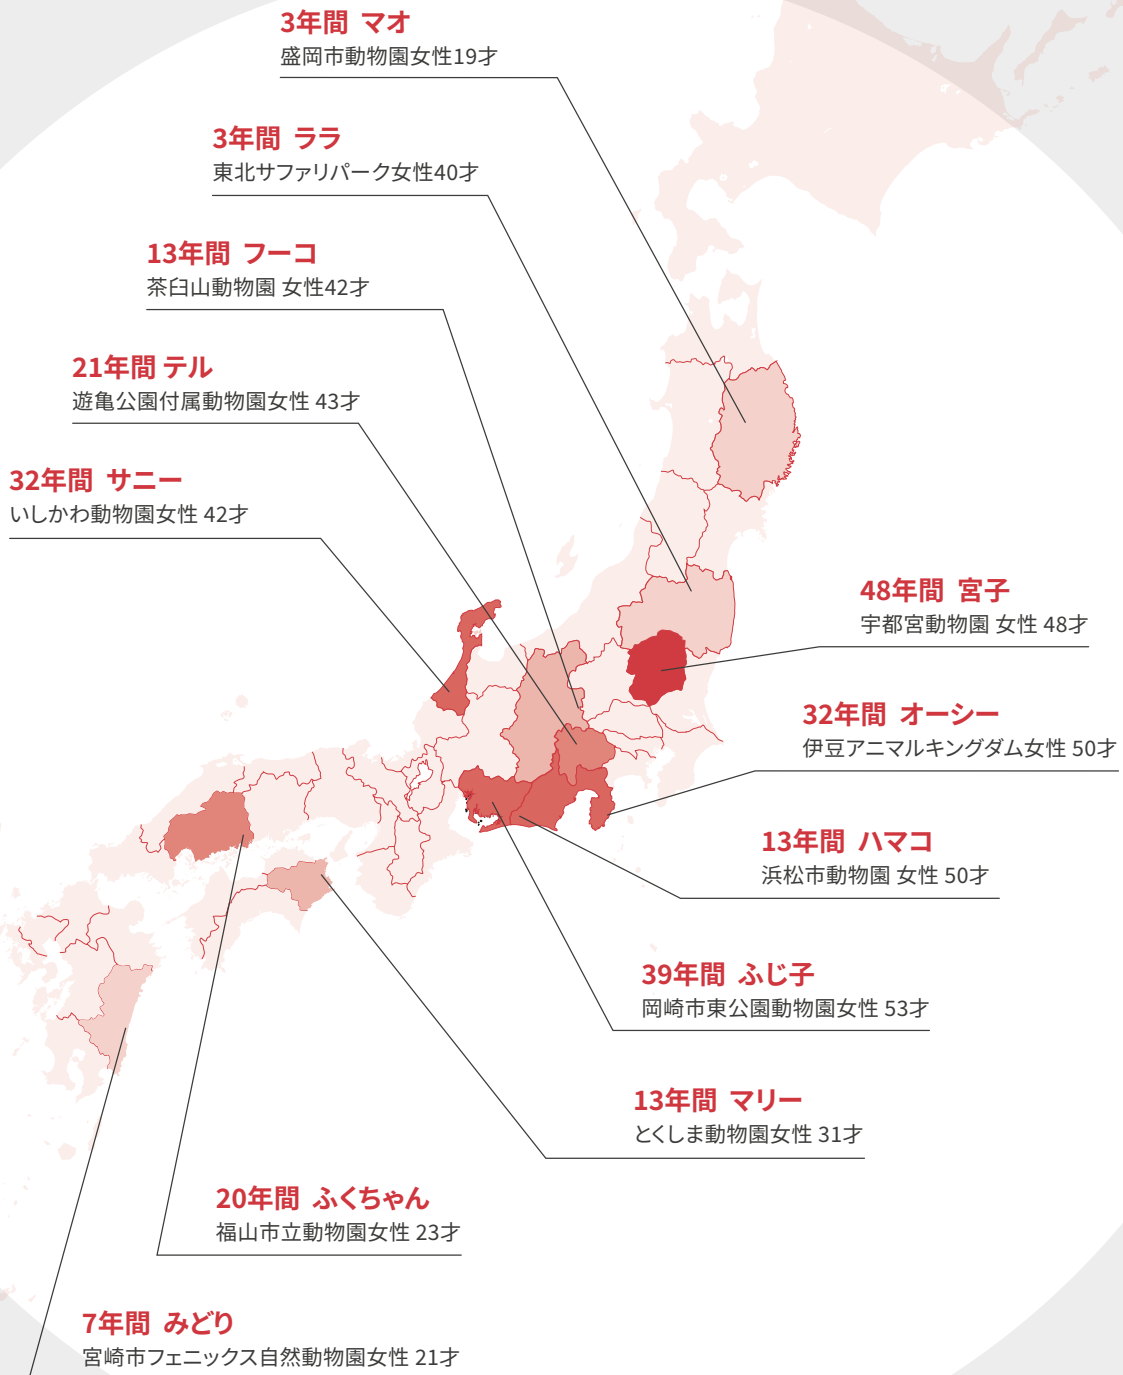 3年間 マオ
盛岡市動物園女性19才
3年間 ララ
東北サファリパーク女性40才
13年間 フーコ
茶臼山動物園 女性42才
21年間 テル
遊亀公園付属動物園女性 43才
32年間 サニー
いしかわ動物園女性 42才
48年間 宮子
宇都宮動物園 女性 48才
32年間 オーシー
伊豆アニマルキングダム女性 50才
13年間 ハマコ
浜松市動物園 女性 50才
39年間 ふじ子
岡崎市東公園動物園女性 53才
13年間 マリー
とくしま動物園女性 31才
20年間 ふくちゃん
福山市立動物園女性 23才
7年間 みどり
宮崎市フェニックス自然動物園女性 21才